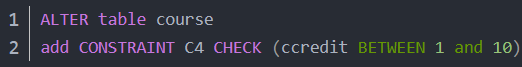 1 ALTER table course
2 add CONSTRAINT C4 CHECK (ccredit BETWEEN 1 and 10)